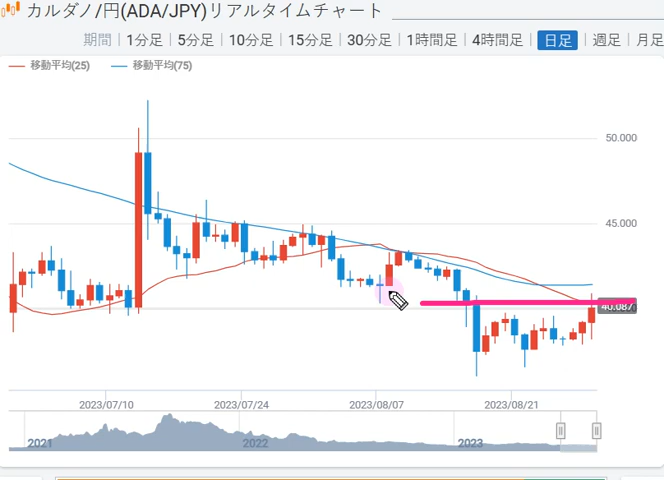 カルダノ/円(ADA/JPY)リアルタイムチャート
期間 | 1分足 | 5分足 | 10分足 | 15分足 | 30分足 | 1時間足 | 4時間足 | 日足 | 週足 | 月足
移動平均(25) 移動平均(75)
50.000
45.000
40.087
2023/07/10 2023/07/24 2023/08/07 2023/08/21
2021 2022 2023